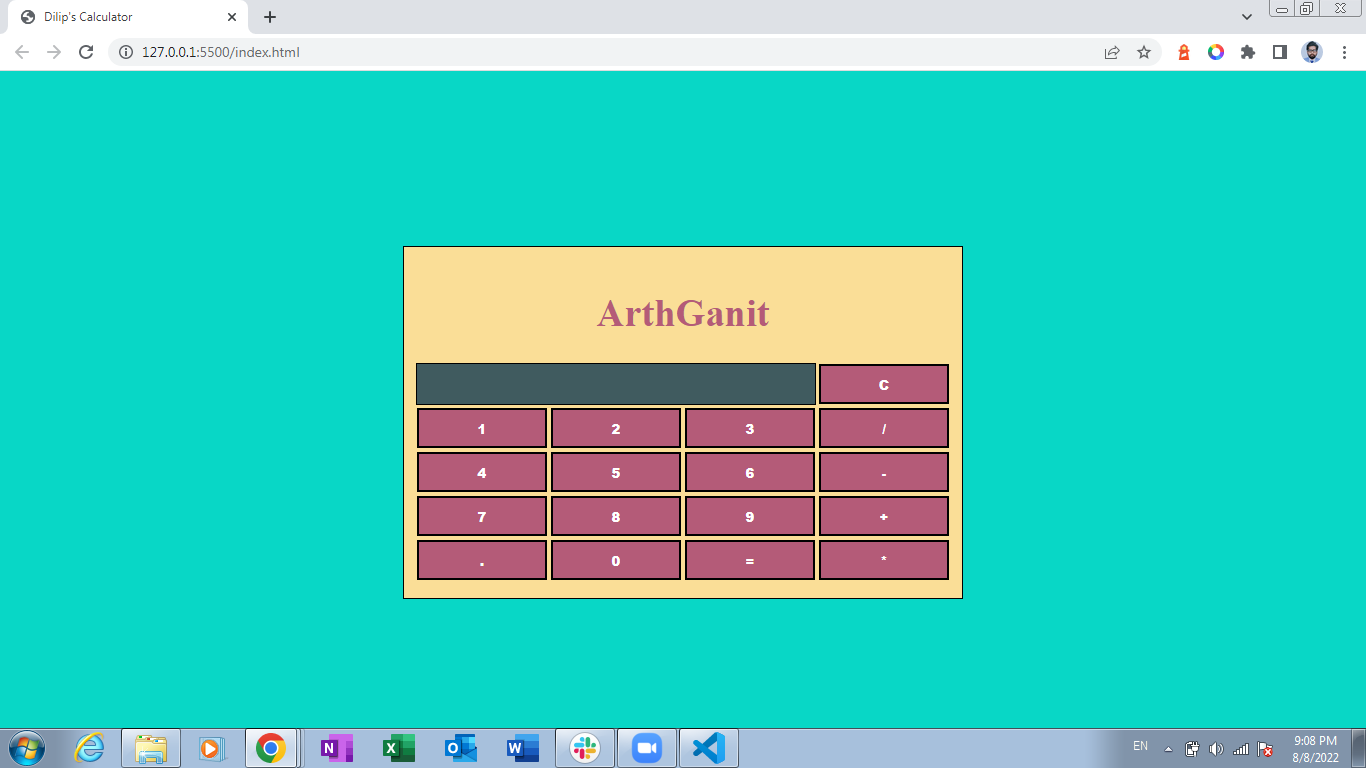 Dilip's Calculator
127.0.0.1:5500/index.html
ArthGanit
C
1 2 3 /
4 5 6 -
7 8 9 +
. 0 = *
EN
9:08 PM
8/8/2022